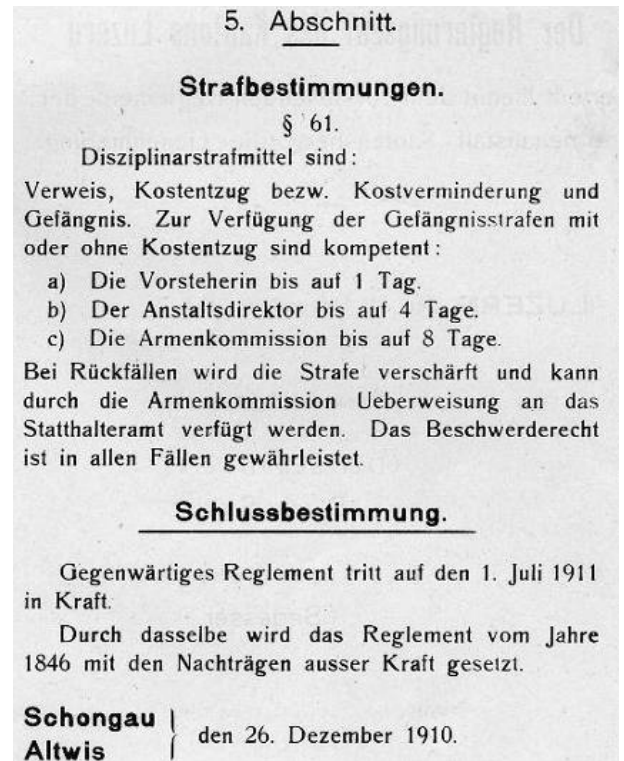 5. Abschnitt.
Strafbestimmungen.
§ 61.
Disziplinarstrafmittel sind:
Verweis, Kostentzug bezw. Kostverminderung und
Gefängnis. Zur Verfügung der Gefängnisstrafen mit
oder ohne Kostentzug sind kompetent:
a) Die Vorsteherin bis auf 1 Tag.
b) Der Anstaltsdirektor bis auf 4 Tage.
c) Die Armenkommission bis auf 8 Tage.
Bei Rückfällen wird die Strafe verschärft und kann
durch die Armenkommission Ueberweisung an das
Statthalteramt verfügt werden. Das Beschwerderecht
ist in allen Fällen gewährleistet.
Schlussbestimmung.
Gegenwärtiges Reglement tritt auf den 1. Juli 1911
in Kraft.
Durch dasselbe wird das Reglement vom Jahre
1846 mit den Nachträgen ausser Kraft gesetzt.
Schongau
Altwis
den 26. Dezember 1910.